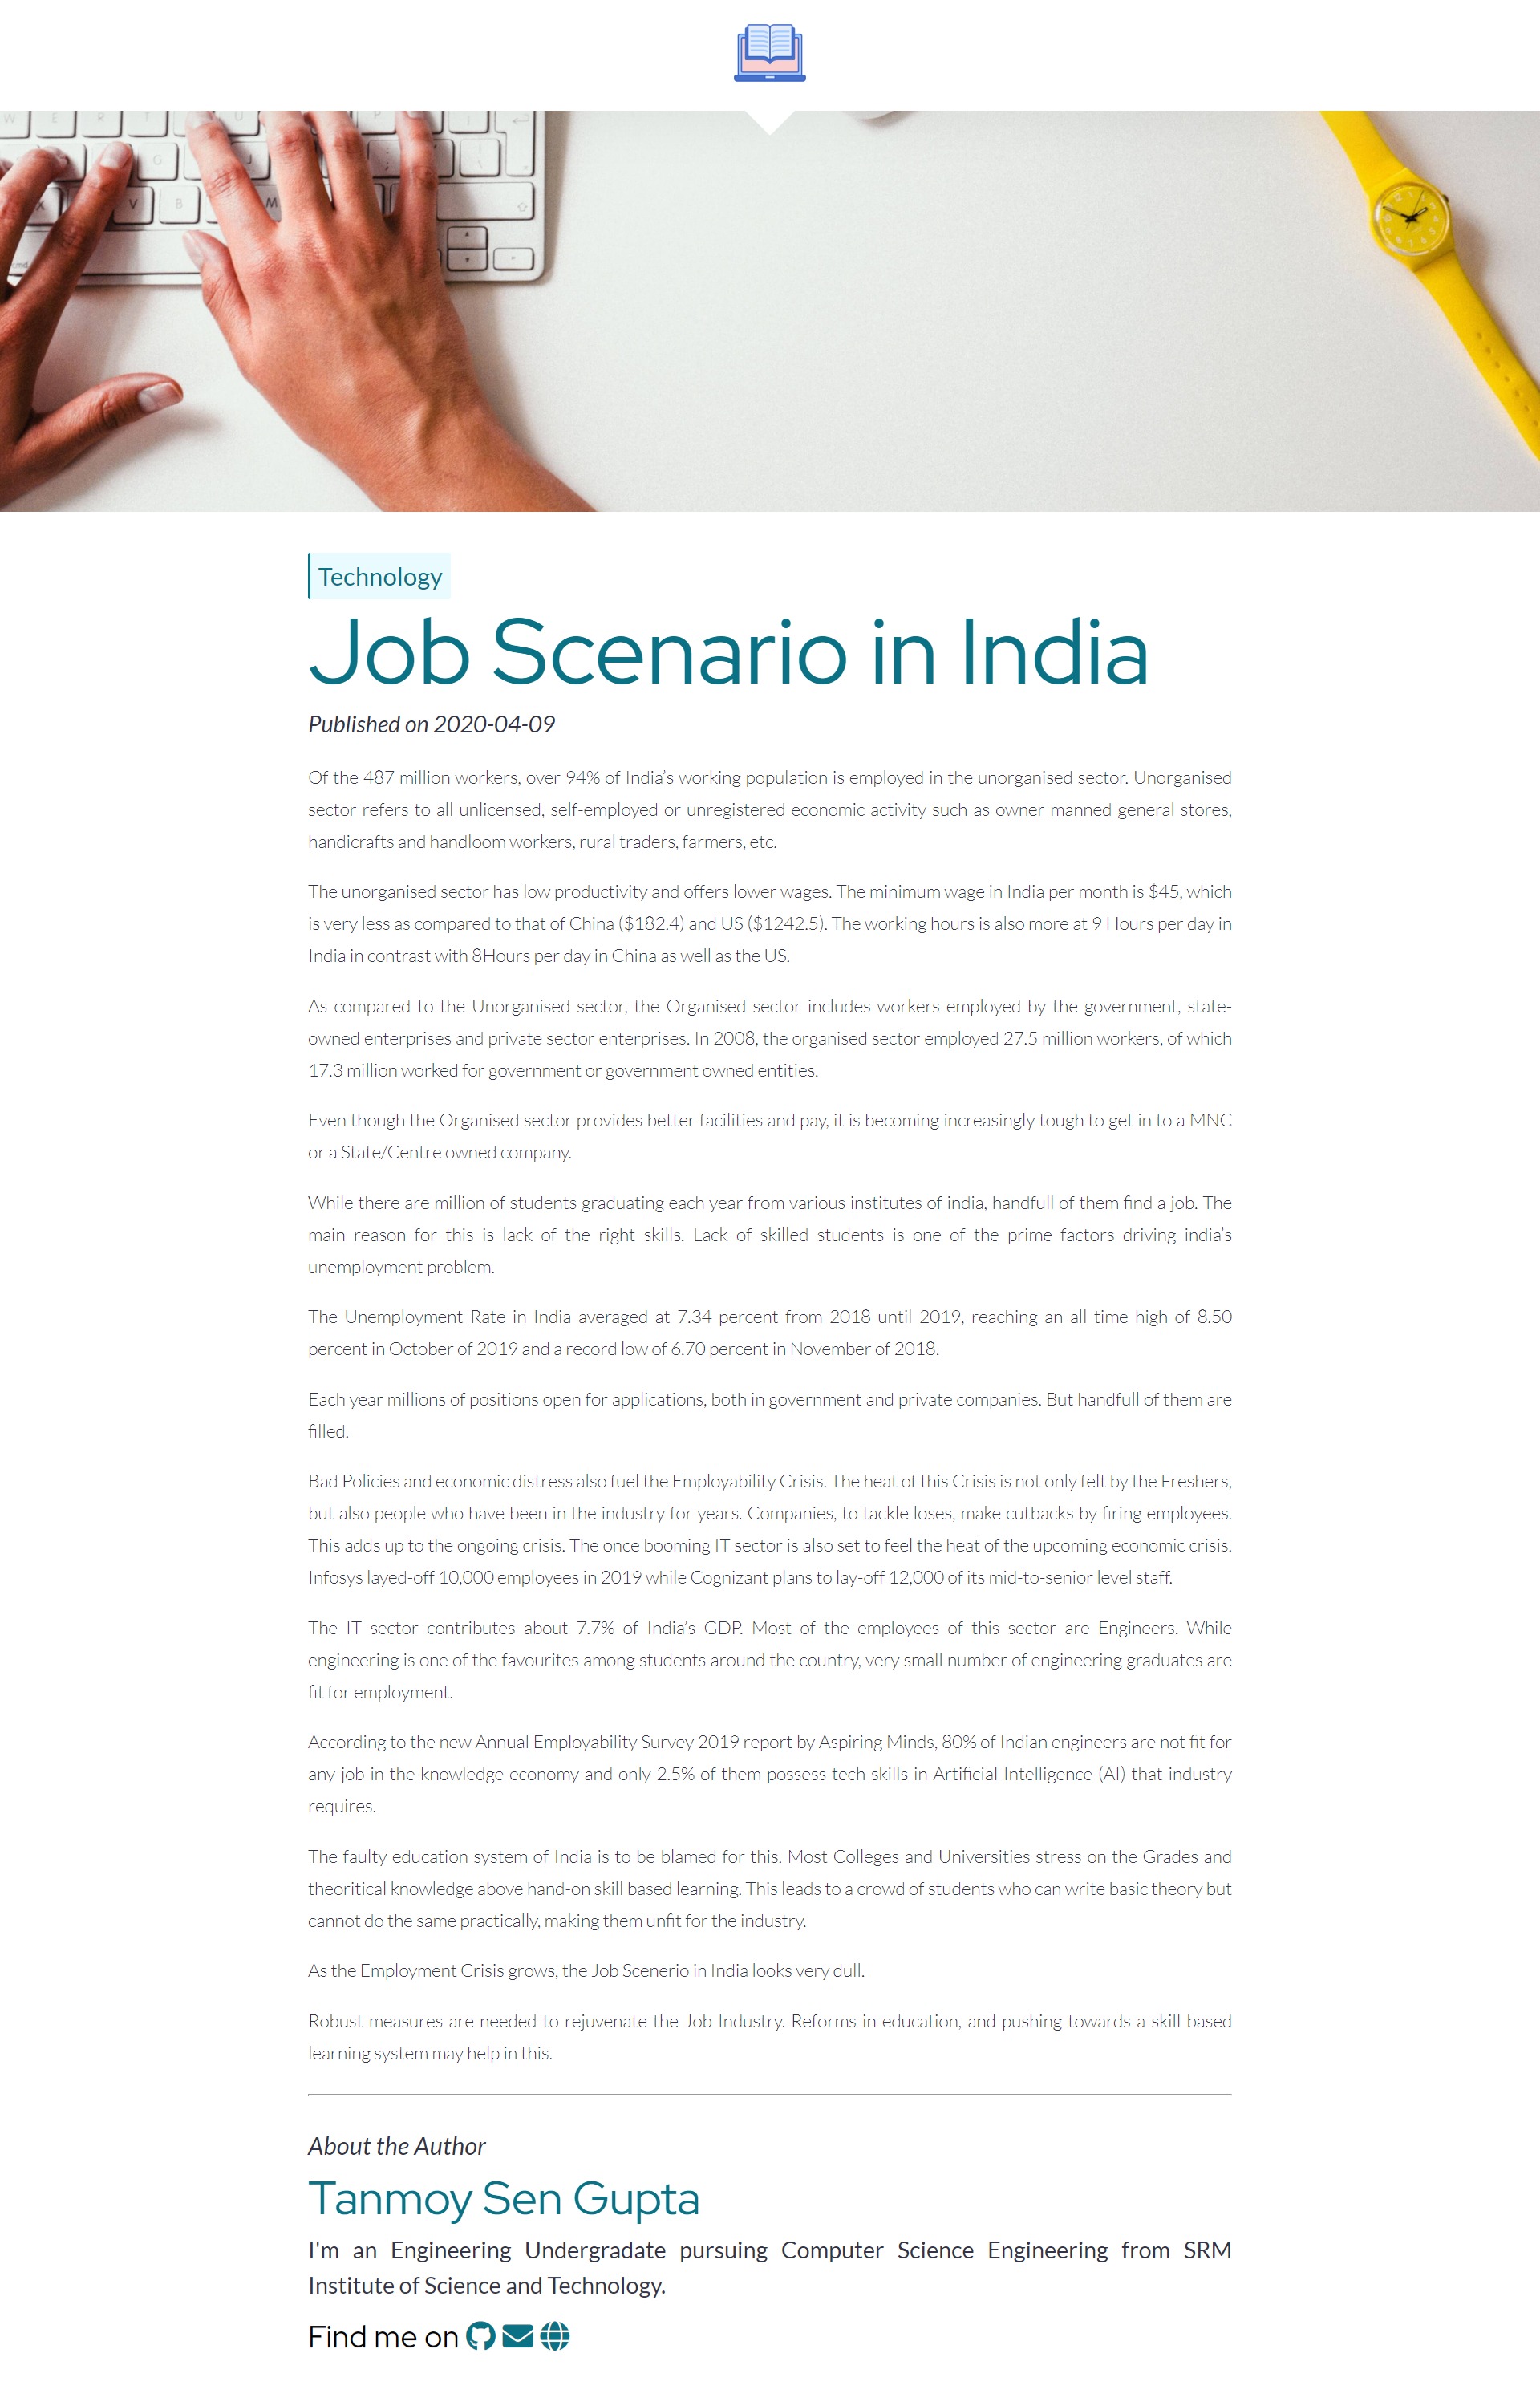 Technology
Job Scenario in India
Published on 2020-04-09
Of the 487 million workers, over 94% of India’s working population is employed in the unorganised sector. Unorganised
sector refers to all unlicensed, self-employed or unregistered economic activity such as owner manned general stores,
handicrafts and handloom workers, rural traders, farmers, etc.
The unorganised sector has low productivity and offers lower wages. The minimum wage in India per month is $45, which
is very less as compared to that of China ($182.4) and US ($1242.5). The working hours is also more at 9 Hours per day in
India in contrast with 8Hours per day in China as well as the US.
As compared to the Unorganised sector, the Organised sector includes workers employed by the government, state-
owned enterprises and private sector enterprises. In 2008, the organised sector employed 27.5 million workers, of which
17.3 million worked for government or government owned entities.
Even though the Organised sector provides better facilities and pay, it is becoming increasingly tough to get in to a MNC
or a State/Centre owned company.
While there are million of students graduating each year from various institutes of india, handfull of them find a job. The
main reason for this is lack of the right skills. Lack of skilled students is one of the prime factors driving india’s
unemployment problem.
The Unemployment Rate in India averaged at 7.34 percent from 2018 until 2019, reaching an all time high of 8.50
percent in October of 2019 and a record low of 6.70 percent in November of 2018.
Each year millions of positions open for applications, both in government and private companies. But handfull of them are
filled.
Bad Policies and economic distress also fuel the Employability Crisis. The heat of this Crisis is not only felt by the Freshers,
but also people who have been in the industry for years. Companies, to tackle loses, make cutbacks by firing employees.
This adds up to the ongoing crisis. The once booming IT sector is also set to feel the heat of the upcoming economic crisis.
Infosys layed-off 10,000 employees in 2019 while Cognizant plans to lay-off 12,000 of its mid-to-senior level staff.
The IT sector contributes about 7.7% of India’s GDP. Most of the employees of this sector are Engineers. While
engineering is one of the favourites among students around the country, very small number of engineering graduates are
fit for employment.
According to the new Annual Employability Survey 2019 report by Aspiring Minds, 80% of Indian engineers are not fit for
any job in the knowledge economy and only 2.5% of them possess tech skills in Artificial Intelligence (AI) that industry
requires.
The faulty education system of India is to be blamed for this. Most Colleges and Universities stress on the Grades and
theoritical knowledge above hand-on skill based learning. This leads to a crowd of students who can write basic theory but
cannot do the same practically, making them unfit for the industry.
As the Employment Crisis grows, the Job Scenerio in India looks very dull.
Robust measures are needed to rejuvenate the Job Industry. Reforms in education, and pushing towards a skill based
learning system may help in this.
About the Author
Tanmoy Sen Gupta
I'm an Engineering Undergradate pursuing Computer Science Engineering from SRM
Institute of Science and Technology.
Find me on